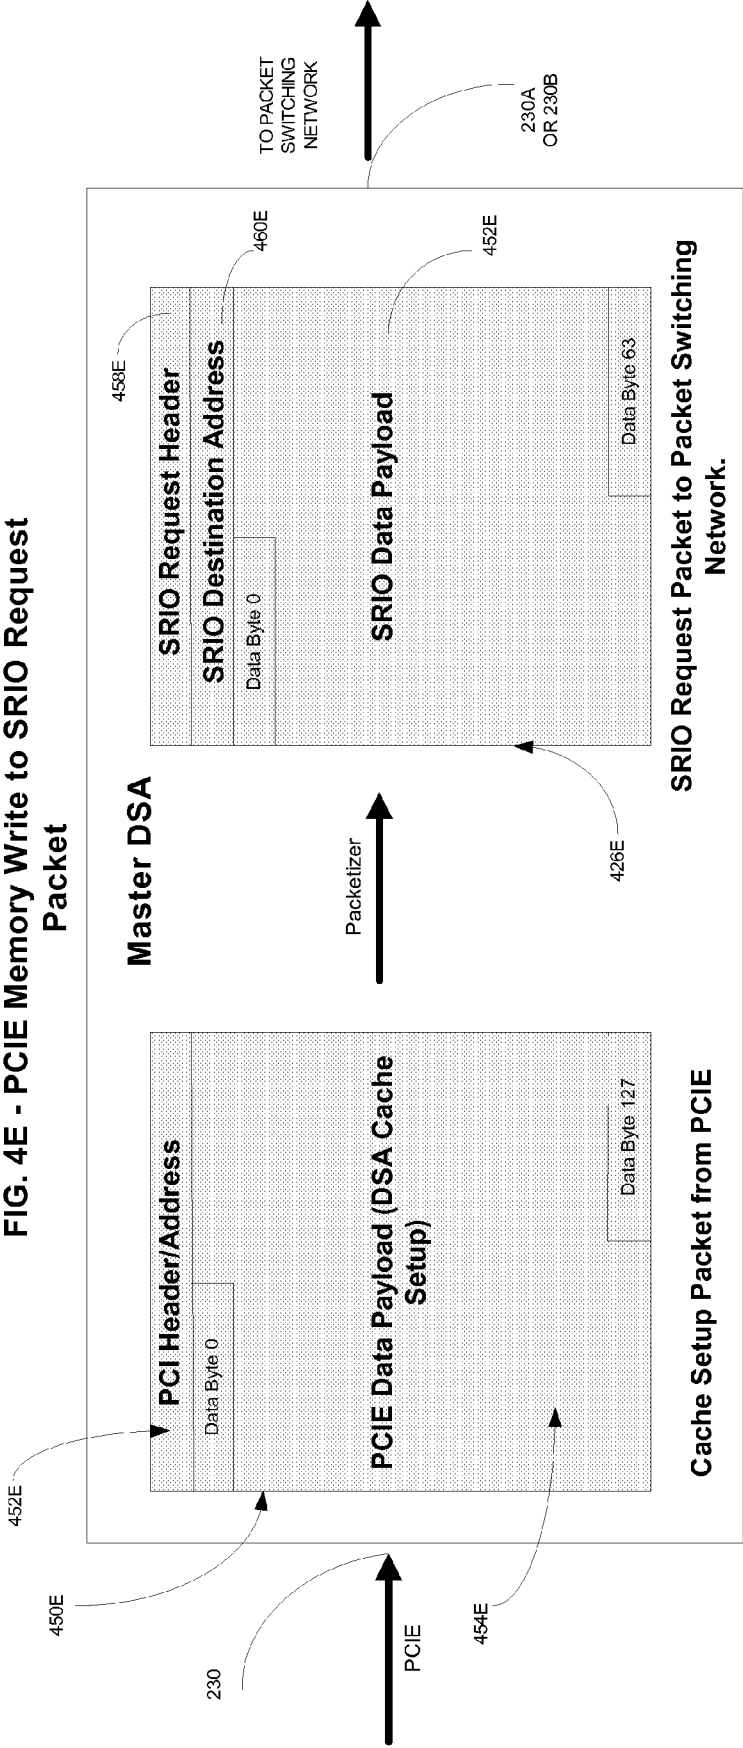 FIG. 4E - PCIE Memory Write to SRIO Request
Packet
Master DSA
230
PCIE
452E
450E
454E
PCI Header/Address
Data Byte 0
PCIE Data Payload (DSA Cache
Setup)
Data Byte 127
Cache Setup Packet from PCIE
Packetizer
458E
460E
452E
426E
SRIO Request Header
SRIO Destination Address
Data Byte 0
SRIO Data Payload
Data Byte 63
SRIO Request Packet to Packet Switching
Network.
TO PACKET
SWITCHING
NETWORK
230A
OR 230B